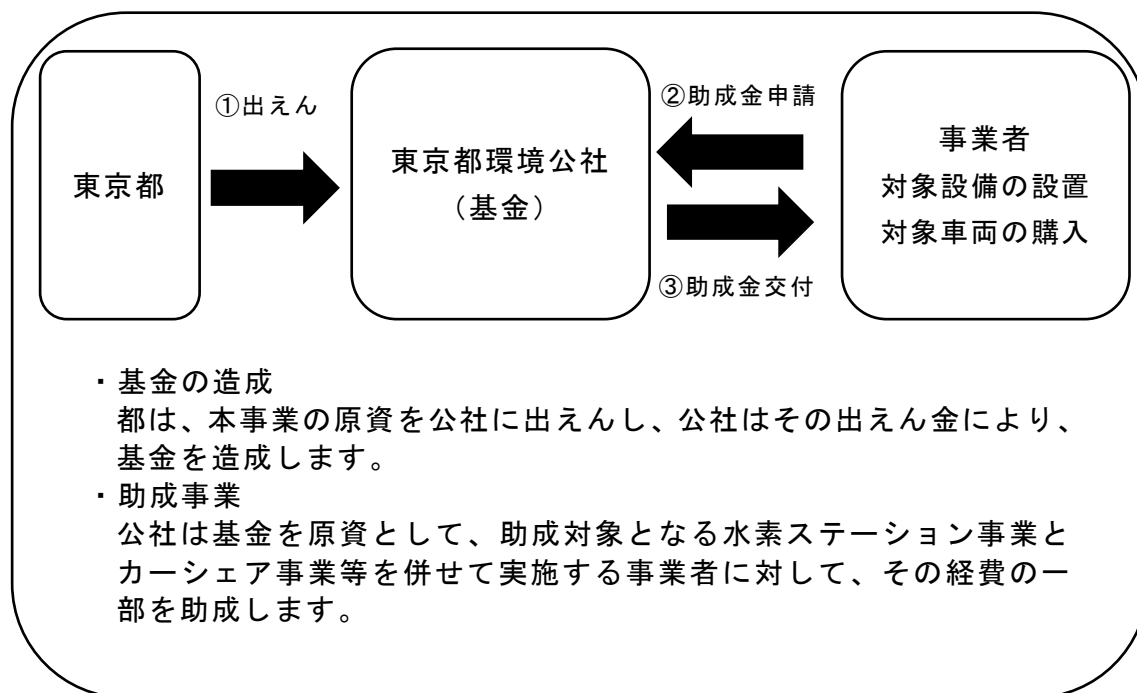 東京都
①出えん
東京都環境公社
（基金）
②助成金申請
③助成金交付
事業者
対象設備の設置
対象車両の購入
・基金の造成
都は、本事業の原資を公社に出えんし、公社はその出えん金により、
基金を造成します。
・助成事業
公社は基金を原資として、助成対象となる水素ステーション事業と
カーシェア事業等を併せて実施する事業者に対して、その経費の一
部を助成します。